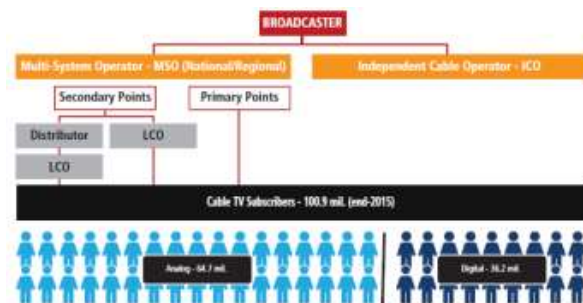 BROADCASTER
Multi-System Operator - MSO (National/Regional)
Independent Cable Operator - ICO
Secondary Points
Primary Points
Distributor
LCO
LCO
Cable TV Subscribers - 100.9 mil. (end-2015)
Analog - 64.7 mil.
Digital - 36.2 mil.